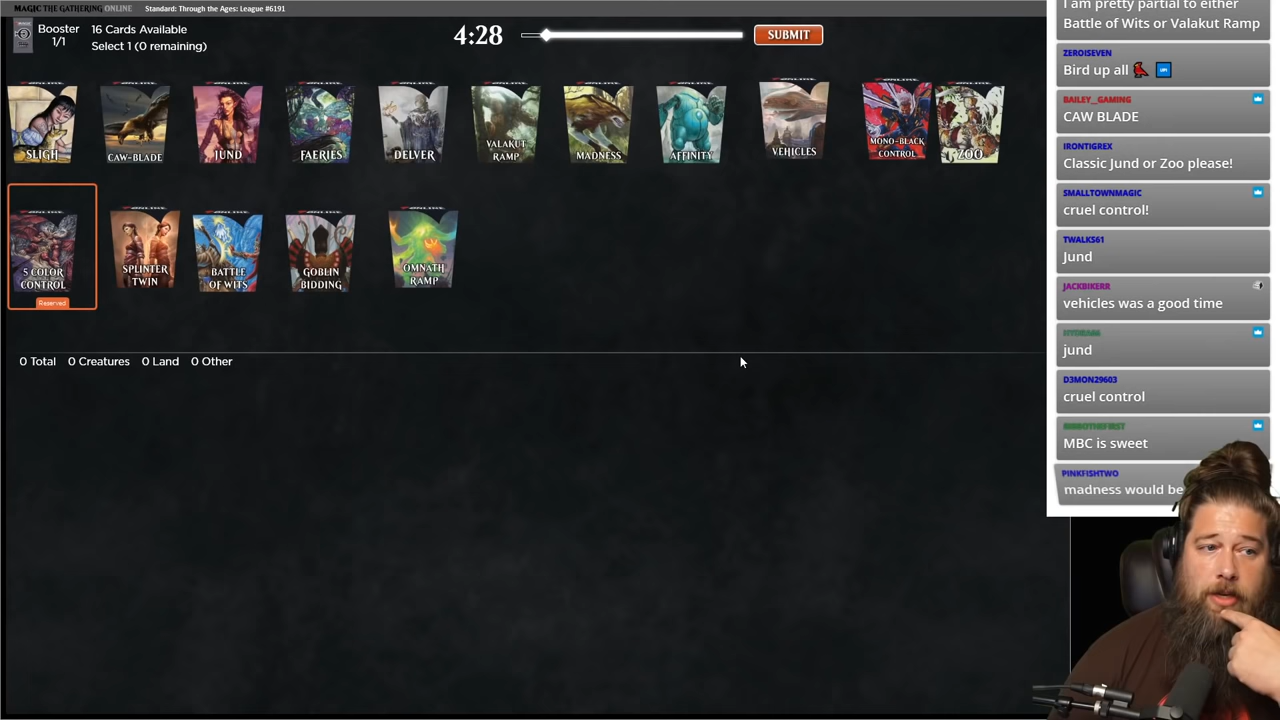 MAGIC THE GATHERING ONLINE Standard: Through the Ages: League #6191
Booster
1/1
16 Cards Available
Select 1 (0 remaining)
4:28
SUBMIT
SLIGH
CAW-BLADE
JUND
FAERIES
DELVER
VALAKUT
RAMP
MADNESS
AFFINITY
VEHICLES
MONO-BLACK
CONTROL
ZOO
5 COLOR
CONTROL
Reserved
SPLINTER
TWIN
BATTLE
OF WITS
GOBLIN
BIDDING
OMNATH
RAMP
0 Total 0 Creatures 0 Land 0 Other
I am pretty partial to either
Battle of Wits or Valakut Ramp
ZEROISEVEN
Bird up all
BAILEY_GAMING
CAW BLADE
IRONTIGREX
Classic Jund or Zoo please!
SMALLTOWNMAGIC
cruel control!
TWALKS61
Jund
JACKBIKERR
vehicles was a good time
jund
D3MON29603
cruel control
MBC is sweet
PINKFISHTWO
madness would be